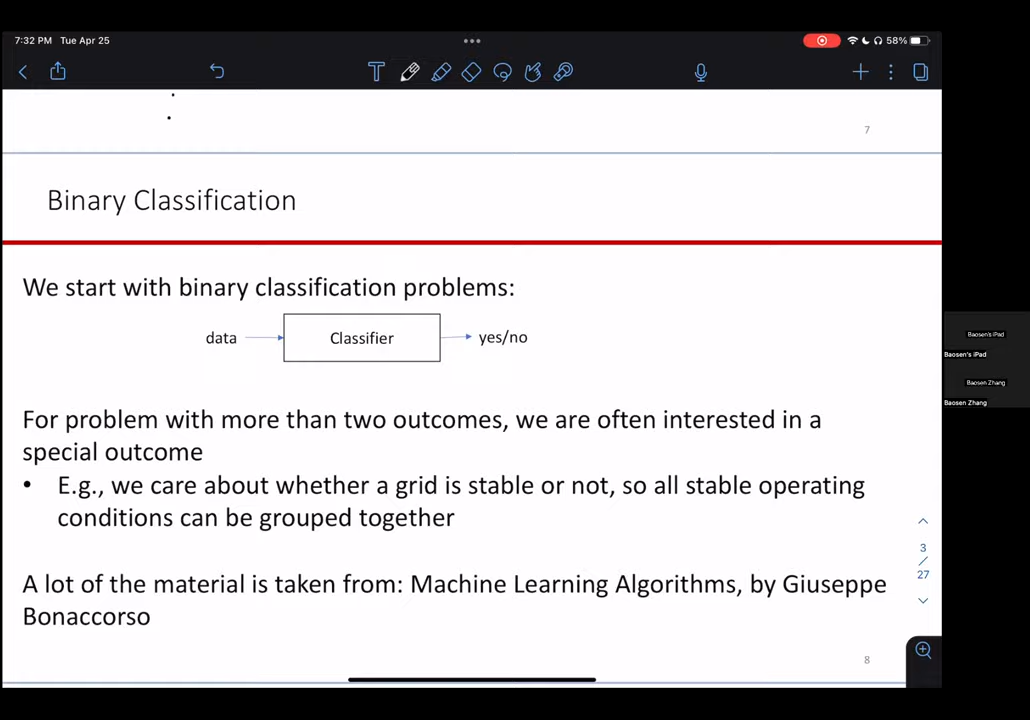 7:32 PM Tue Apr 25
58%
T
7
Binary Classification
We start with binary classification problems:
data
Classifier
yes/no
For problem with more than two outcomes, we are often interested in a
special outcome
• E.g., we care about whether a grid is stable or not, so all stable operating
conditions can be grouped together
A lot of the material is taken from: Machine Learning Algorithms, by Giuseppe
Bonaccorso
8
3
/
27
Baosen's iPad
Baosen's iPad
Baosen Zhang
Baosen Zhang